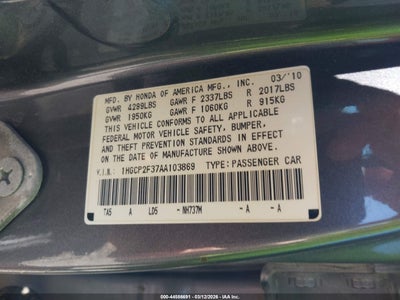 MFD. BY HONDA OF AMERICA MFG., INC. 03/'10
GVWR 4289LBS GAWR F 2337LBS R 2017LBS
GVWR 1950KG GAWR F 1060KG R 915KG
THIS VEHICLE CONFORMS TO ALL APPLICABLE
FEDERAL MOTOR VEHICLE SAFETY, BUMPER,
AND THEFT PREVENTION STANDARDS IN EFFECT
ON THE DATE OF MANUFACTURE SHOWN ABOVE.
V.I.N.: 1HGCP2F37AA103869 TYPE: PASSENGER CAR
TA5 A LD5 - NH737M - A - A
000-44588691 - 03/12/2026 - IAA, Inc.